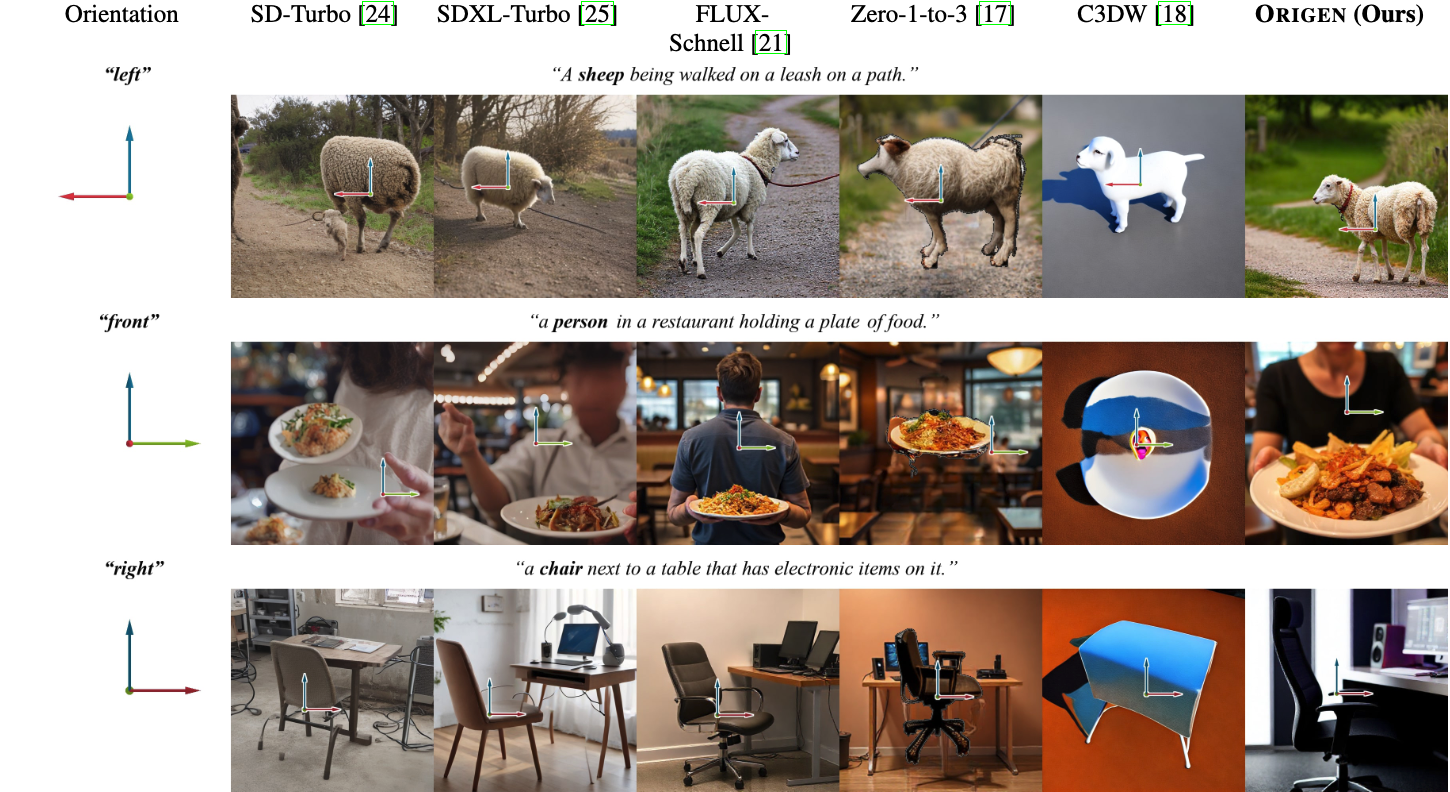 Orientation SD-Turbo [24] SDXL-Turbo [25] FLUX-Schnell [21] Zero-1-to-3 [17] C3DW [18] ORIGEN (Ours)
“left” “A sheep being walked on a leash on a path.”
“front” “a person in a restaurant holding a plate of food.”
“right” “a chair next to a table that has electronic items on it.”